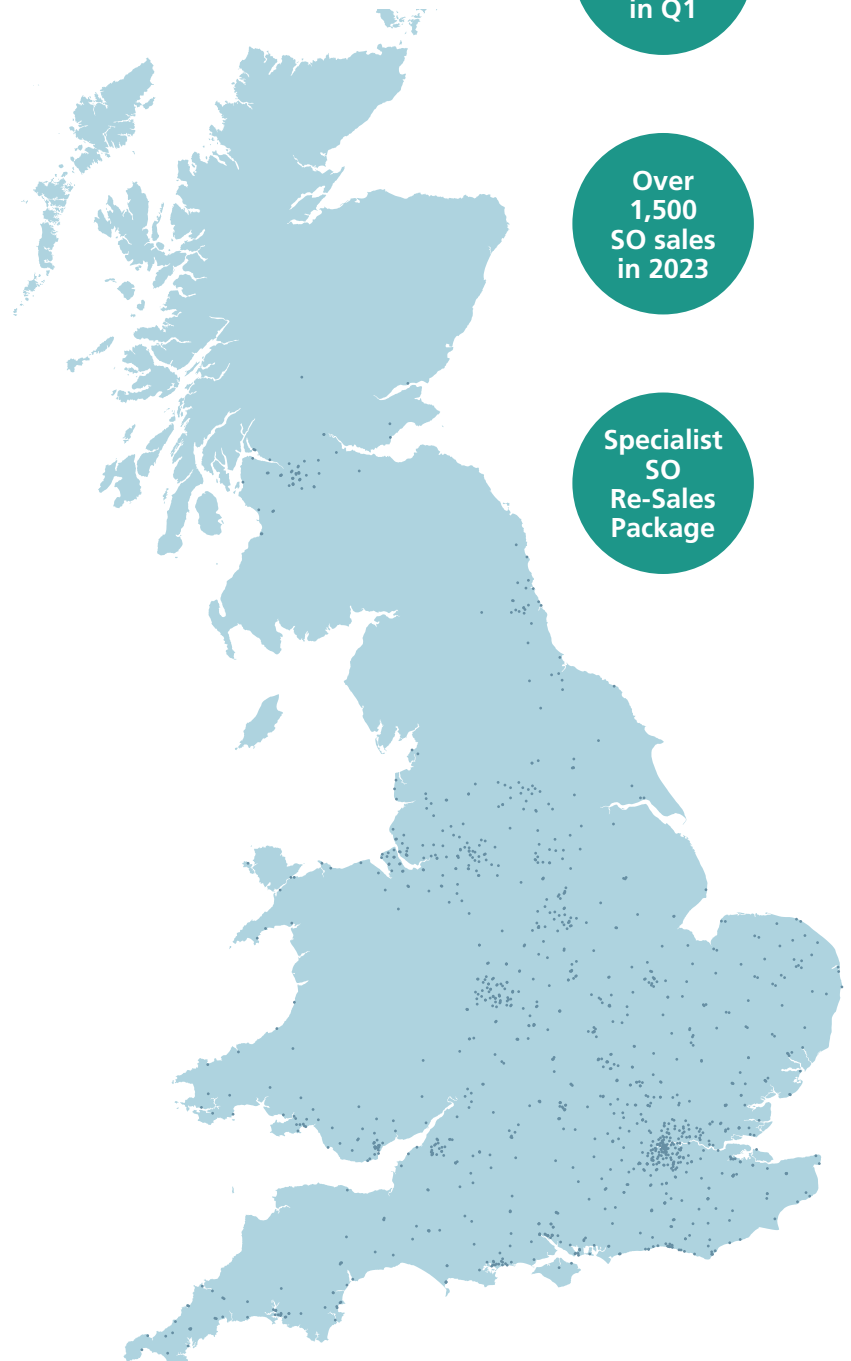 in Q1
Over
1,500
SO sales
in 2023
Specialist
SO
Re-Sales
Package